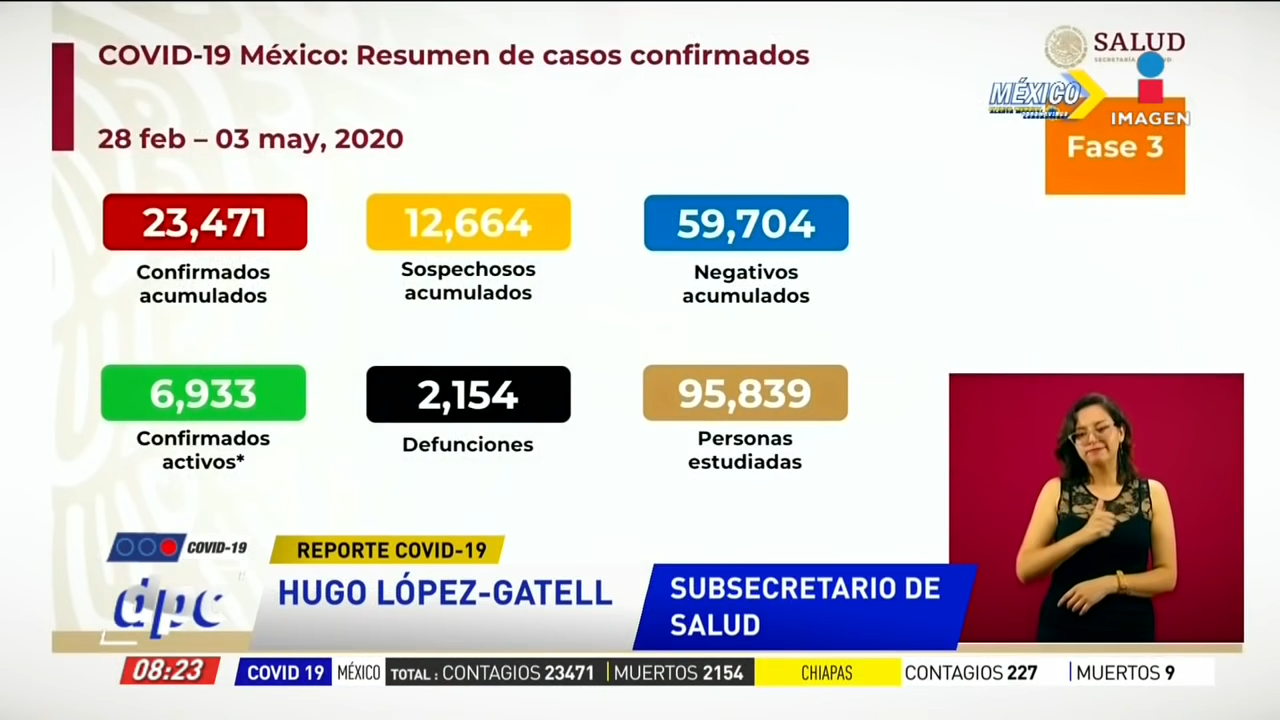 COVID-19 México: Resumen de casos confirmados
28 feb – 03 may, 2020
SALUD
MÉXICO
IMAGEN
Fase 3
23,471
Confirmados
acumulados
12,664
Sospechosos
acumulados
59,704
Negativos
acumulados
6,933
Confirmados
activos*
2,154
Defunciones
95,839
Personas
estudiadas
COVID-19
dpc
REPORTE COVID-19
HUGO LÓPEZ-GATELL
SUBSECRETARIO DE
SALUD
08:23 COVID 19 MÉXICO TOTAL : CONTAGIOS 23471 MUERTOS 2154 CHIAPAS CONTAGIOS 227 MUERTOS 9